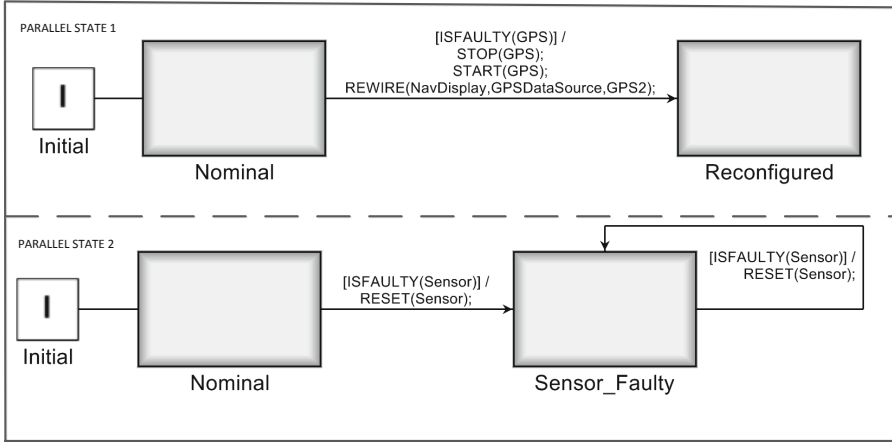 PARALLEL STATE 1
[ISFAULTY(GPS)] /
STOP(GPS);
START(GPS);
REWIRE(NavDisplay,GPSDataSource,GPS2);
I
Initial
Nominal
Reconfigured
PARALLEL STATE 2
[ISFAULTY(Sensor)] /
RESET(Sensor);
[ISFAULTY(Sensor)] /
RESET(Sensor);
I
Initial
Nominal
Sensor_Faulty